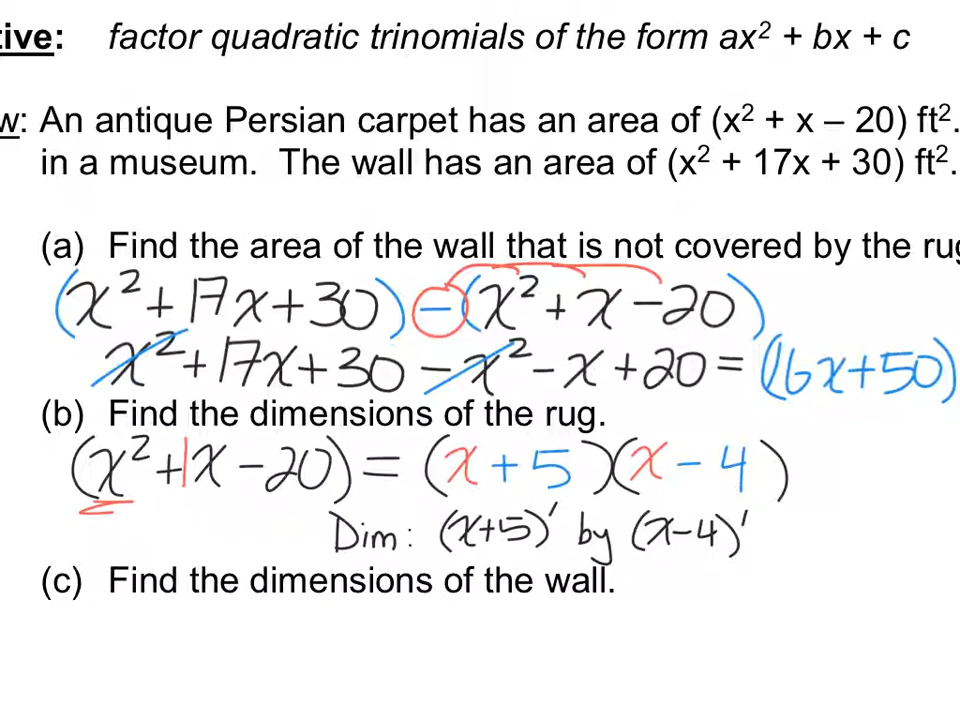 tive: factor quadratic trinomials of the form ax² + bx + c
w: An antique Persian carpet has an area of (x² + x – 20) ft².
in a museum. The wall has an area of (x² + 17x + 30) ft².
(a) Find the area of the wall that is not covered by the rug
(x² + 17x + 30) - (x² + x - 20)
x² + 17x + 30 - x² - x + 20 = (16x + 50)
(b) Find the dimensions of the rug.
(x² + 1x - 20) = (x + 5)(x - 4)
Dim: (x+5)' by (x-4)'
(c) Find the dimensions of the wall.